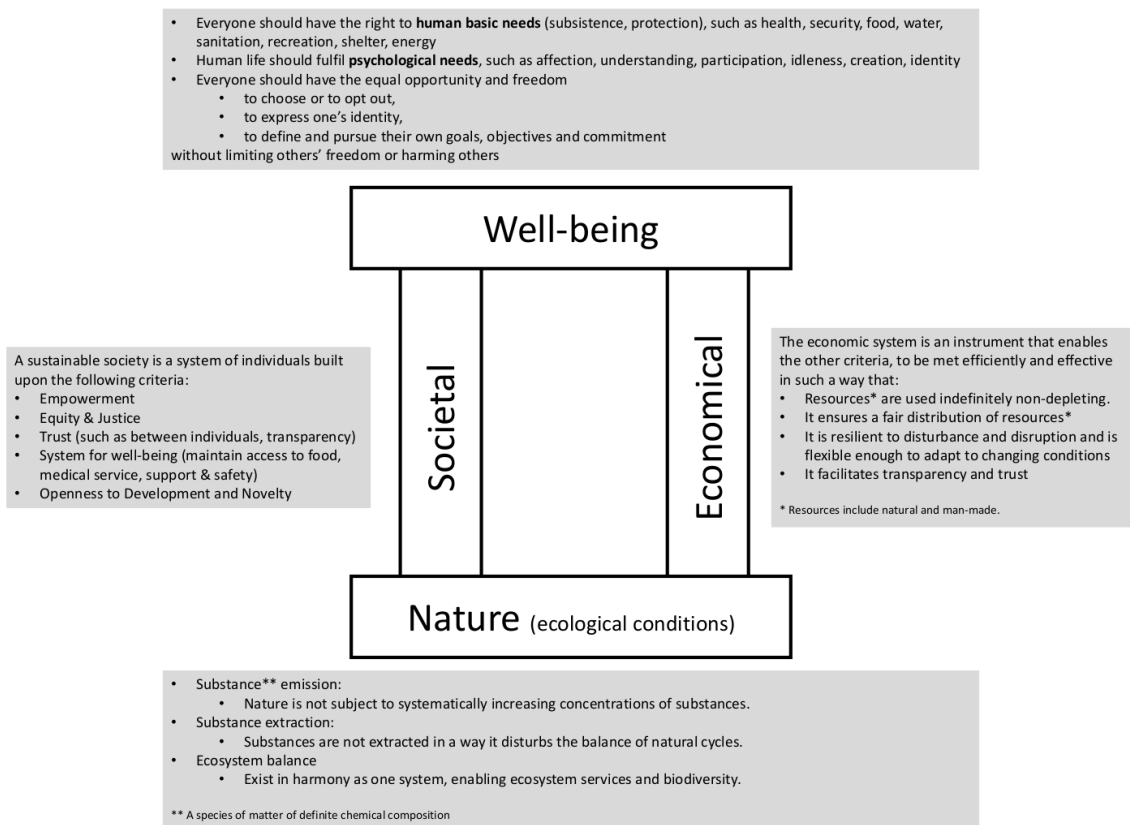 • Everyone should have the right to human basic needs (subsistence, protection), such as health, security, food, water,
sanitation, recreation, shelter, energy
• Human life should fulfil psychological needs, such as affection, understanding, participation, idleness, creation, identity
• Everyone should have the equal opportunity and freedom
• to choose or to opt out,
• to express one's identity,
• to define and pursue their own goals, objectives and commitment
without limiting others' freedom or harming others
Well-being
A sustainable society is a system of individuals built
upon the following criteria:
• Empowerment
• Equity & Justice
• Trust (such as between individuals, transparency)
• System for well-being (maintain access to food,
medical service, support & safety)
• Openness to Development and Novelty
Societal
Economical
The economic system is an instrument that enables
the other criteria, to be met efficiently and effective
in such a way that:
• Resources* are used indefinitely non-depleting.
• It ensures a fair distribution of resources*
• It is resilient to disturbance and disruption and is
flexible enough to adapt to changing conditions
• It facilitates transparency and trust
* Resources include natural and man-made.
Nature (ecological conditions)
• Substance** emission:
• Nature is not subject to systematically increasing concentrations of substances.
• Substance extraction:
• Substances are not extracted in a way it disturbs the balance of natural cycles.
• Ecosystem balance
• Exist in harmony as one system, enabling ecosystem services and biodiversity.
** A species of matter of definite chemical composition